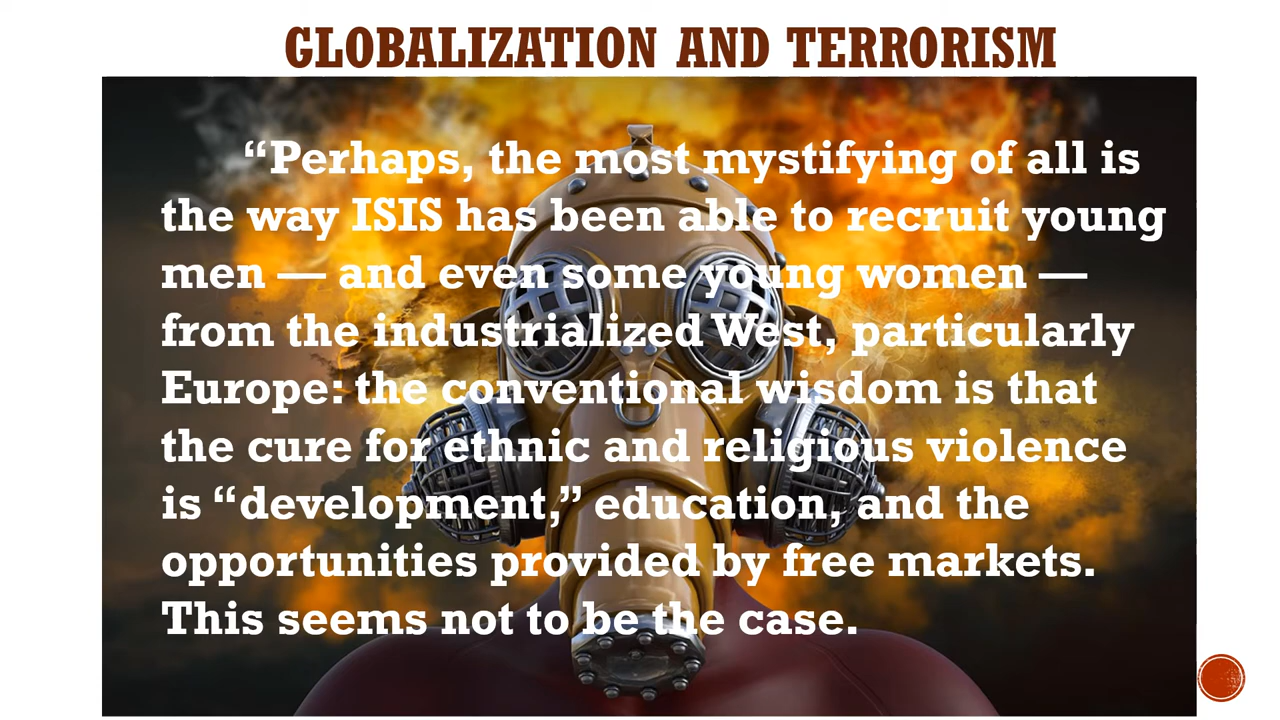 GLOBALIZATION AND TERRORISM
“Perhaps, the most mystifying of all is
the way ISIS has been able to recruit young
men — and even some young women —
from the industrialized West, particularly
Europe: the conventional wisdom is that
the cure for ethnic and religious violence
is “development,” education, and the
opportunities provided by free markets.
This seems not to be the case.